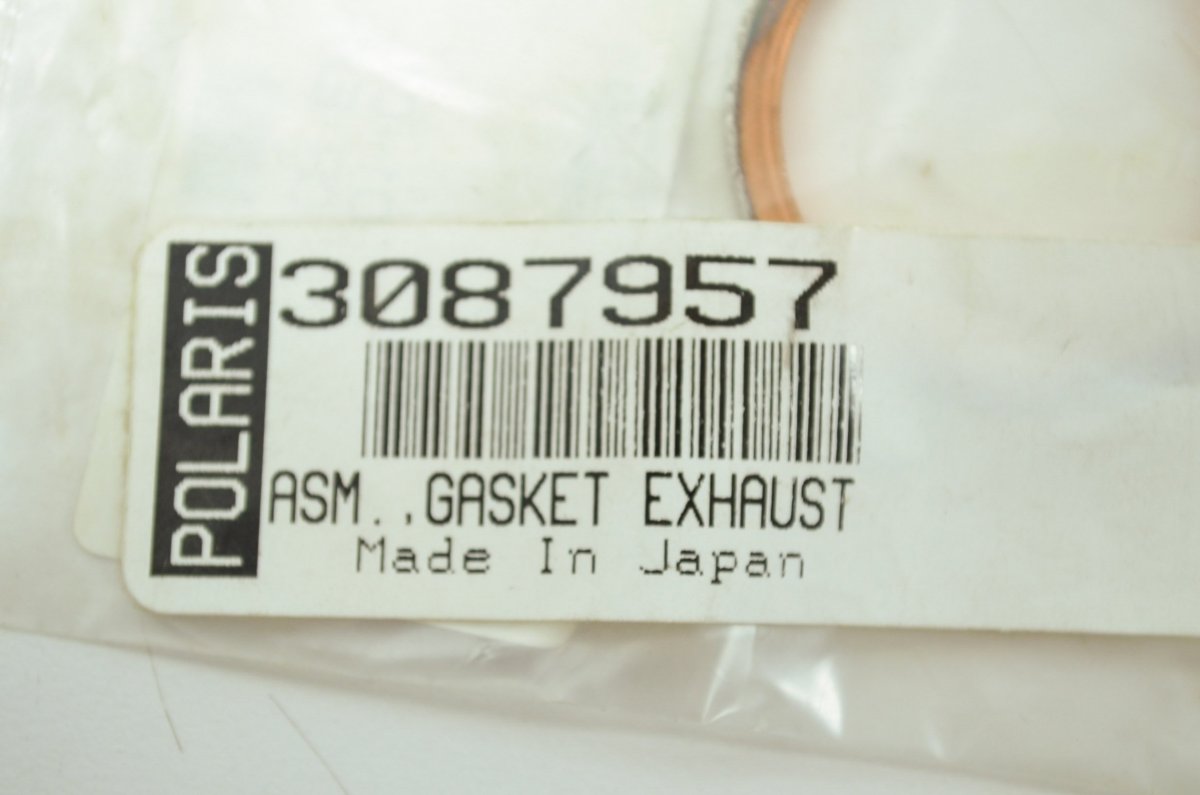 POLARIS
3087957
ASM.,GASKET EXHAUST
Made In Japan